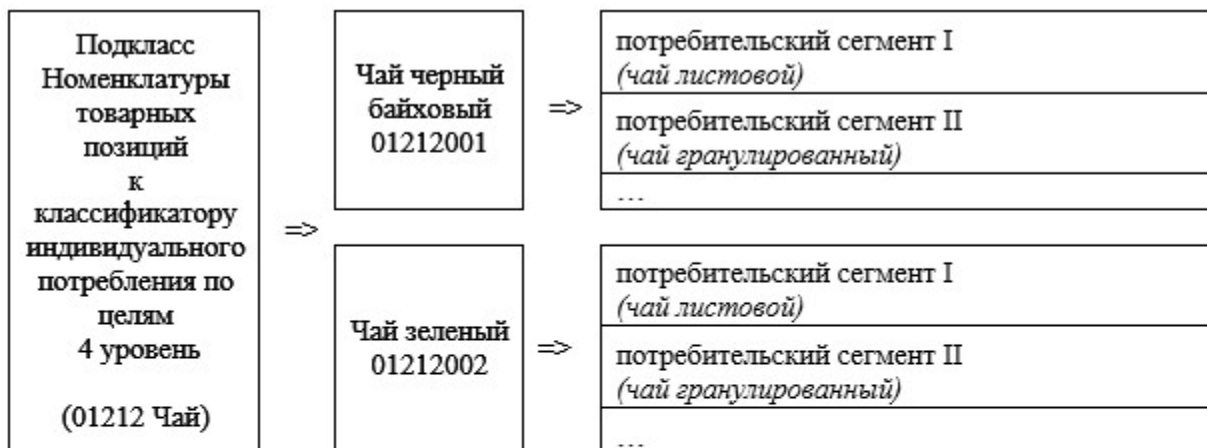 Подкласс
Номенклатуры
товарных
позиций
к
классификатору
индивидуального
потребления по
целям
4 уровень
(01212 Чай)
=>
Чай черный
байховый
01212001
=>
потребительский сегмент I
(чай листовой)
потребительский сегмент II
(чай гранулированный)
...
Чай зеленый
01212002
=>
потребительский сегмент I
(чай листовой)
потребительский сегмент II
(чай гранулированный)
...